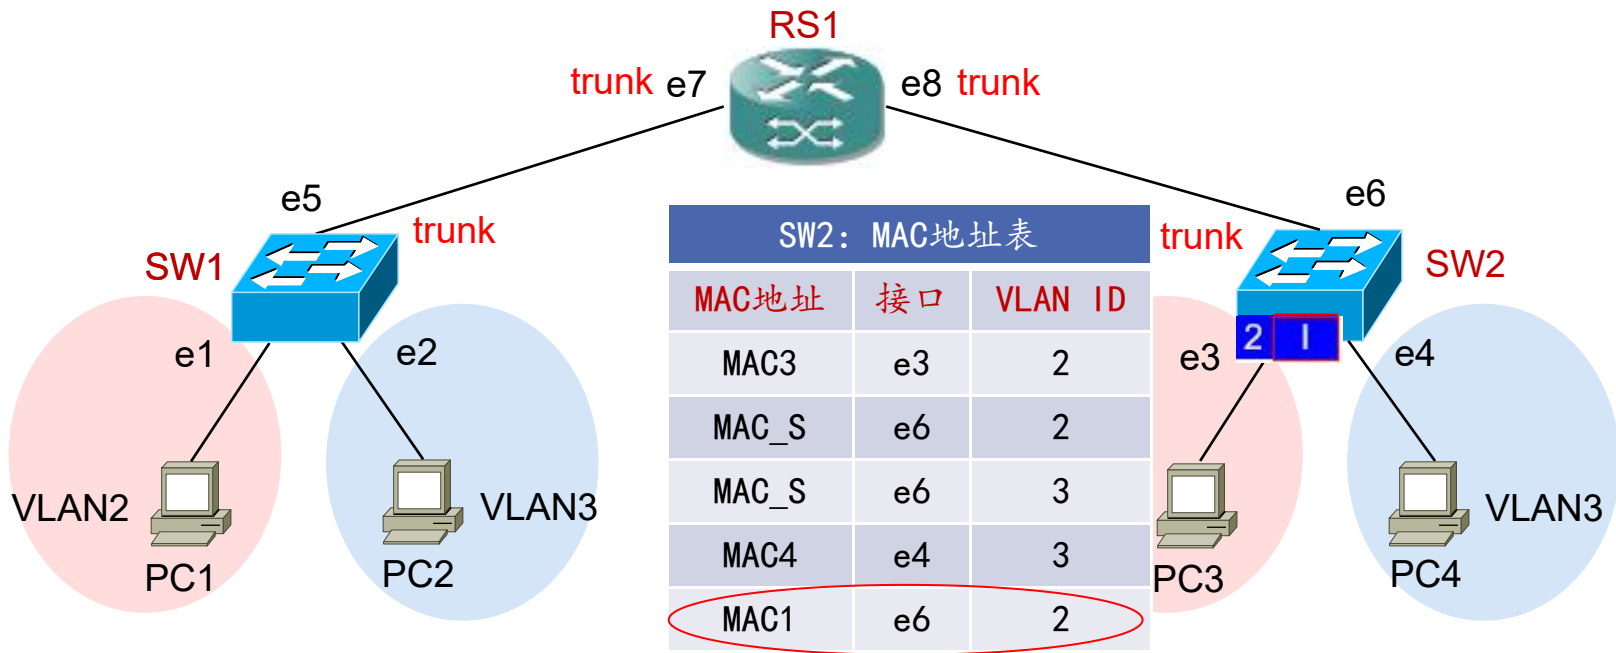 RS1
trunk e7
e8 trunk
e5
trunk
SW1
e1
e2
VLAN2
PC1
VLAN3
PC2
SW2: MAC地址表
MAC地址 接口 VLAN ID
MAC3 e3 2
MAC_S e6 2
MAC_S e6 3
MAC4 e4 3
MAC1 e6 2
e6
trunk
SW2
2 I
e3
e4
PC3
VLAN3
PC4